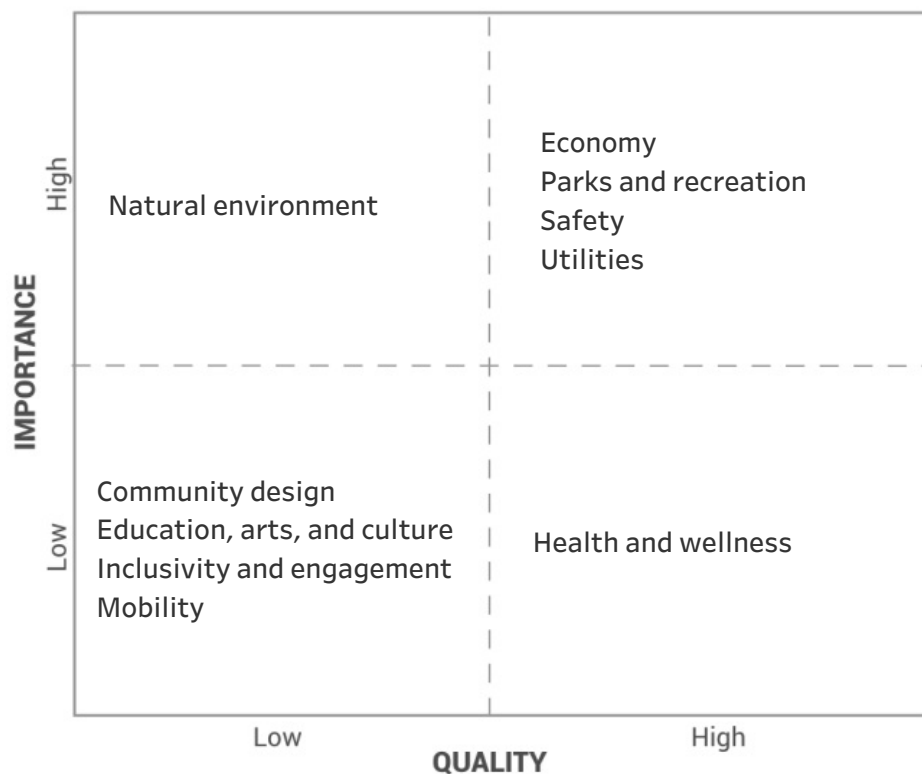 IMPORTANCE
High
Natural environment
Economy
Parks and recreation
Safety
Utilities
Low
Community design
Education, arts, and culture
Inclusivity and engagement
Mobility
Health and wellness
Low
High
QUALITY